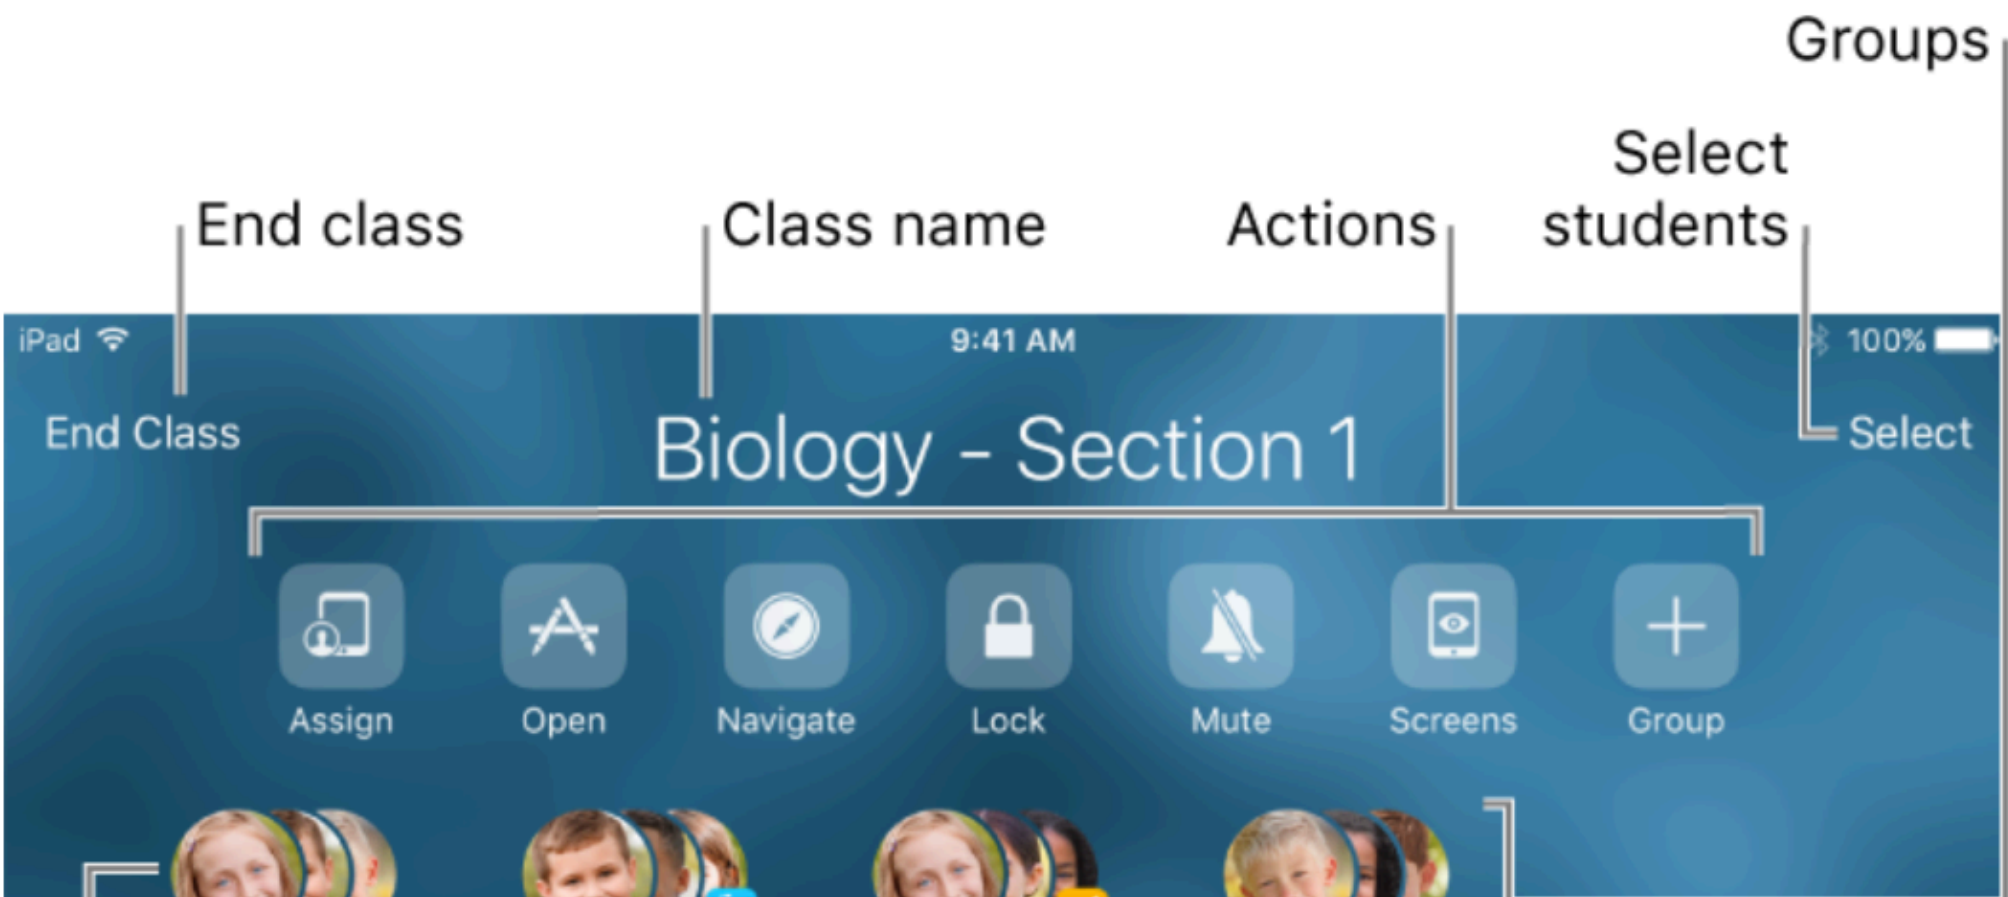 Groups
Select
students
End class
Class name
Actions
iPad
9:41 AM
100%
End Class
Biology - Section 1
Select
Assign
Open
Navigate
Lock
Mute
Screens
Group